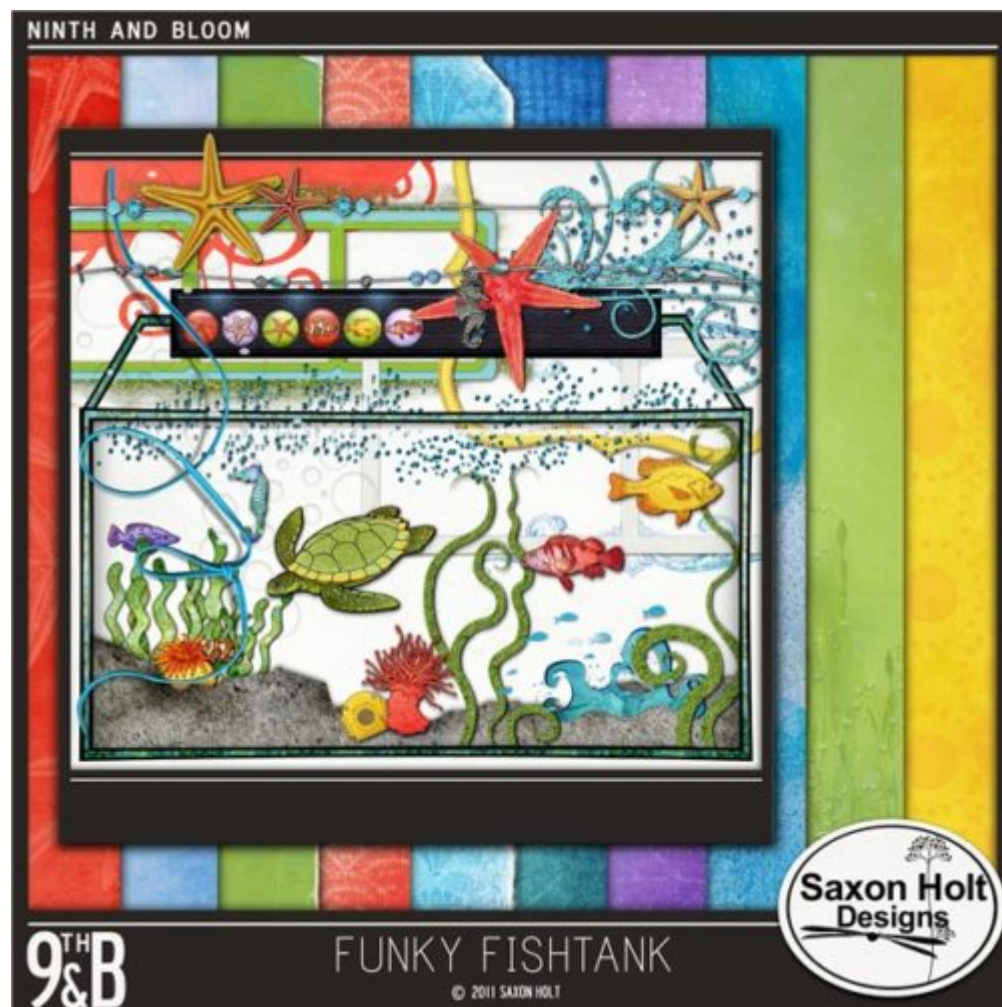 NINTH AND BLOOM
Saxon Holt
Designs
9TH&B
FUNKY FISHTANK
© 2011 SAXON HOLT